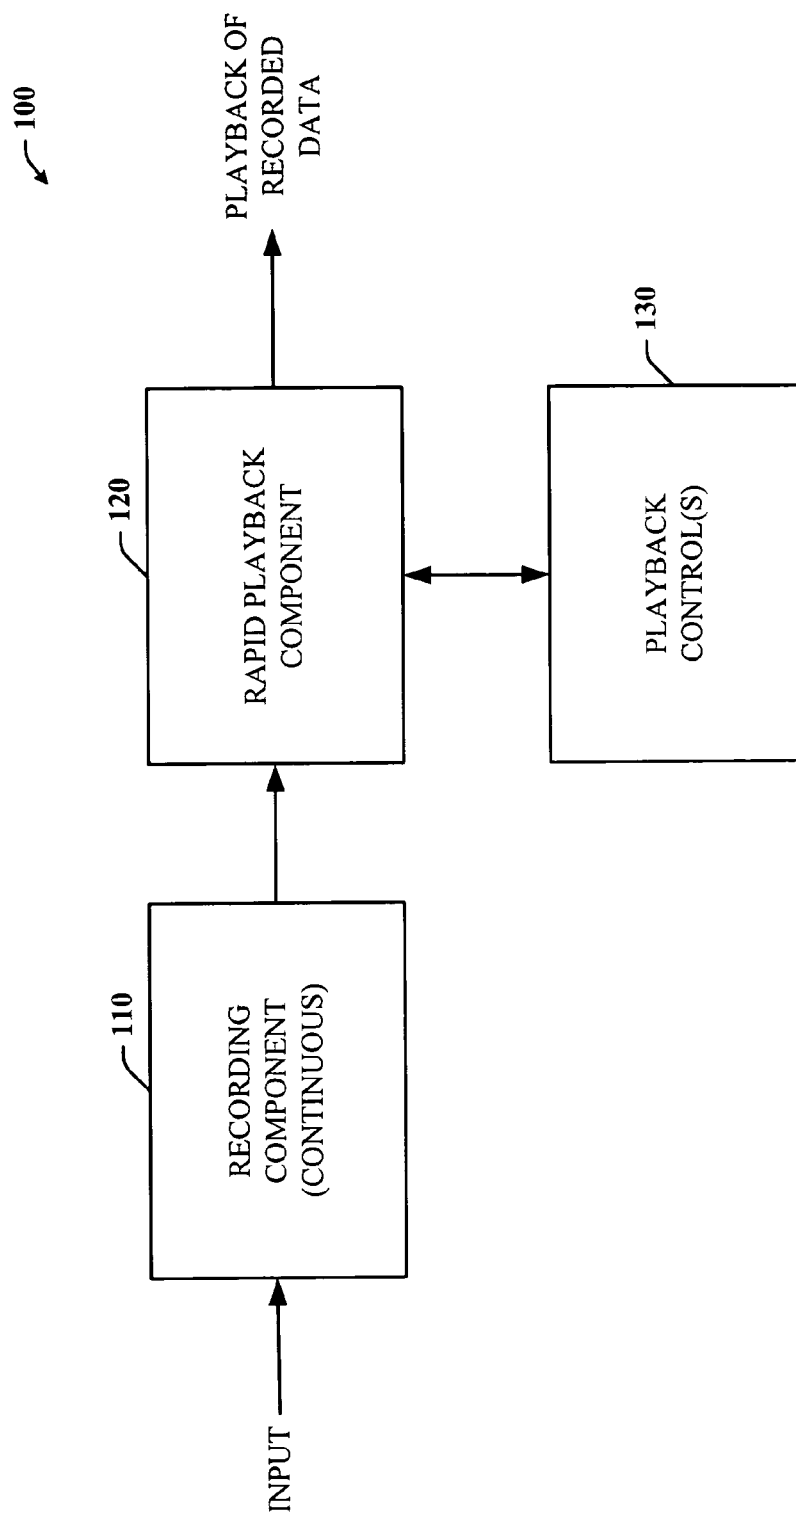 100
INPUT
110
RECORDING
COMPONENT
(CONTINUOUS)
120
RAPID PLAYBACK
COMPONENT
PLAYBACK OF
RECORDED
DATA
130
PLAYBACK
CONTROL(S)